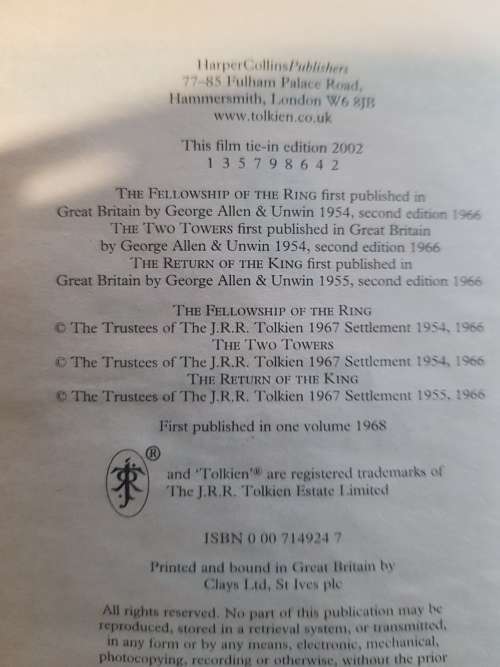 HarperCollinsPublishers
77–85 Fulham Palace Road,
Hammersmith, London W6 8JB
www.tolkien.co.uk
This film tie-in edition 2002
1 3 5 7 9 8 6 4 2
THE FELLOWSHIP OF THE RING first published in
Great Britain by George Allen & Unwin 1954, second edition 1966
THE TWO TOWERS first published in Great Britain
by George Allen & Unwin 1954, second edition 1966
THE RETURN OF THE KING first published in
Great Britain by George Allen & Unwin 1955, second edition 1966
THE FELLOWSHIP OF THE RING
© The Trustees of The J.R.R. Tolkien 1967 Settlement 1954, 1966
THE TWO TOWERS
© The Trustees of The J.R.R. Tolkien 1967 Settlement 1954, 1966
THE RETURN OF THE KING
© The Trustees of The J.R.R. Tolkien 1967 Settlement 1955, 1966
First published in one volume 1968
®
and ‘Tolkien’® are registered trademarks of
The J.R.R. Tolkien Estate Limited
ISBN 0 00 714924 7
Printed and bound in Great Britain by
Clays Ltd, St Ives plc
All rights reserved. No part of this publication may be
reproduced, stored in a retrieval system, or transmitted,
in any form or by any means, electronic, mechanical,
photocopying, recording or otherwise, without the prior